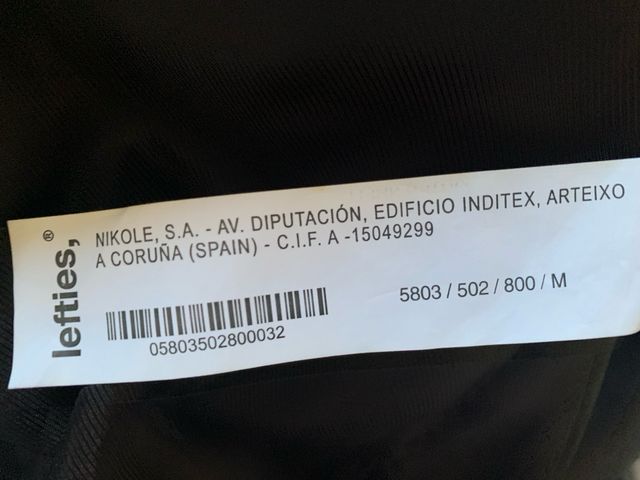 lefties,®
NIKOLE, S.A. - AV. DIPUTACIÓN, EDIFICIO INDITEX, ARTEIXO
A CORUÑA (SPAIN) - C.I.F. A -15049299
05803502800032
5803 / 502 / 800 / M